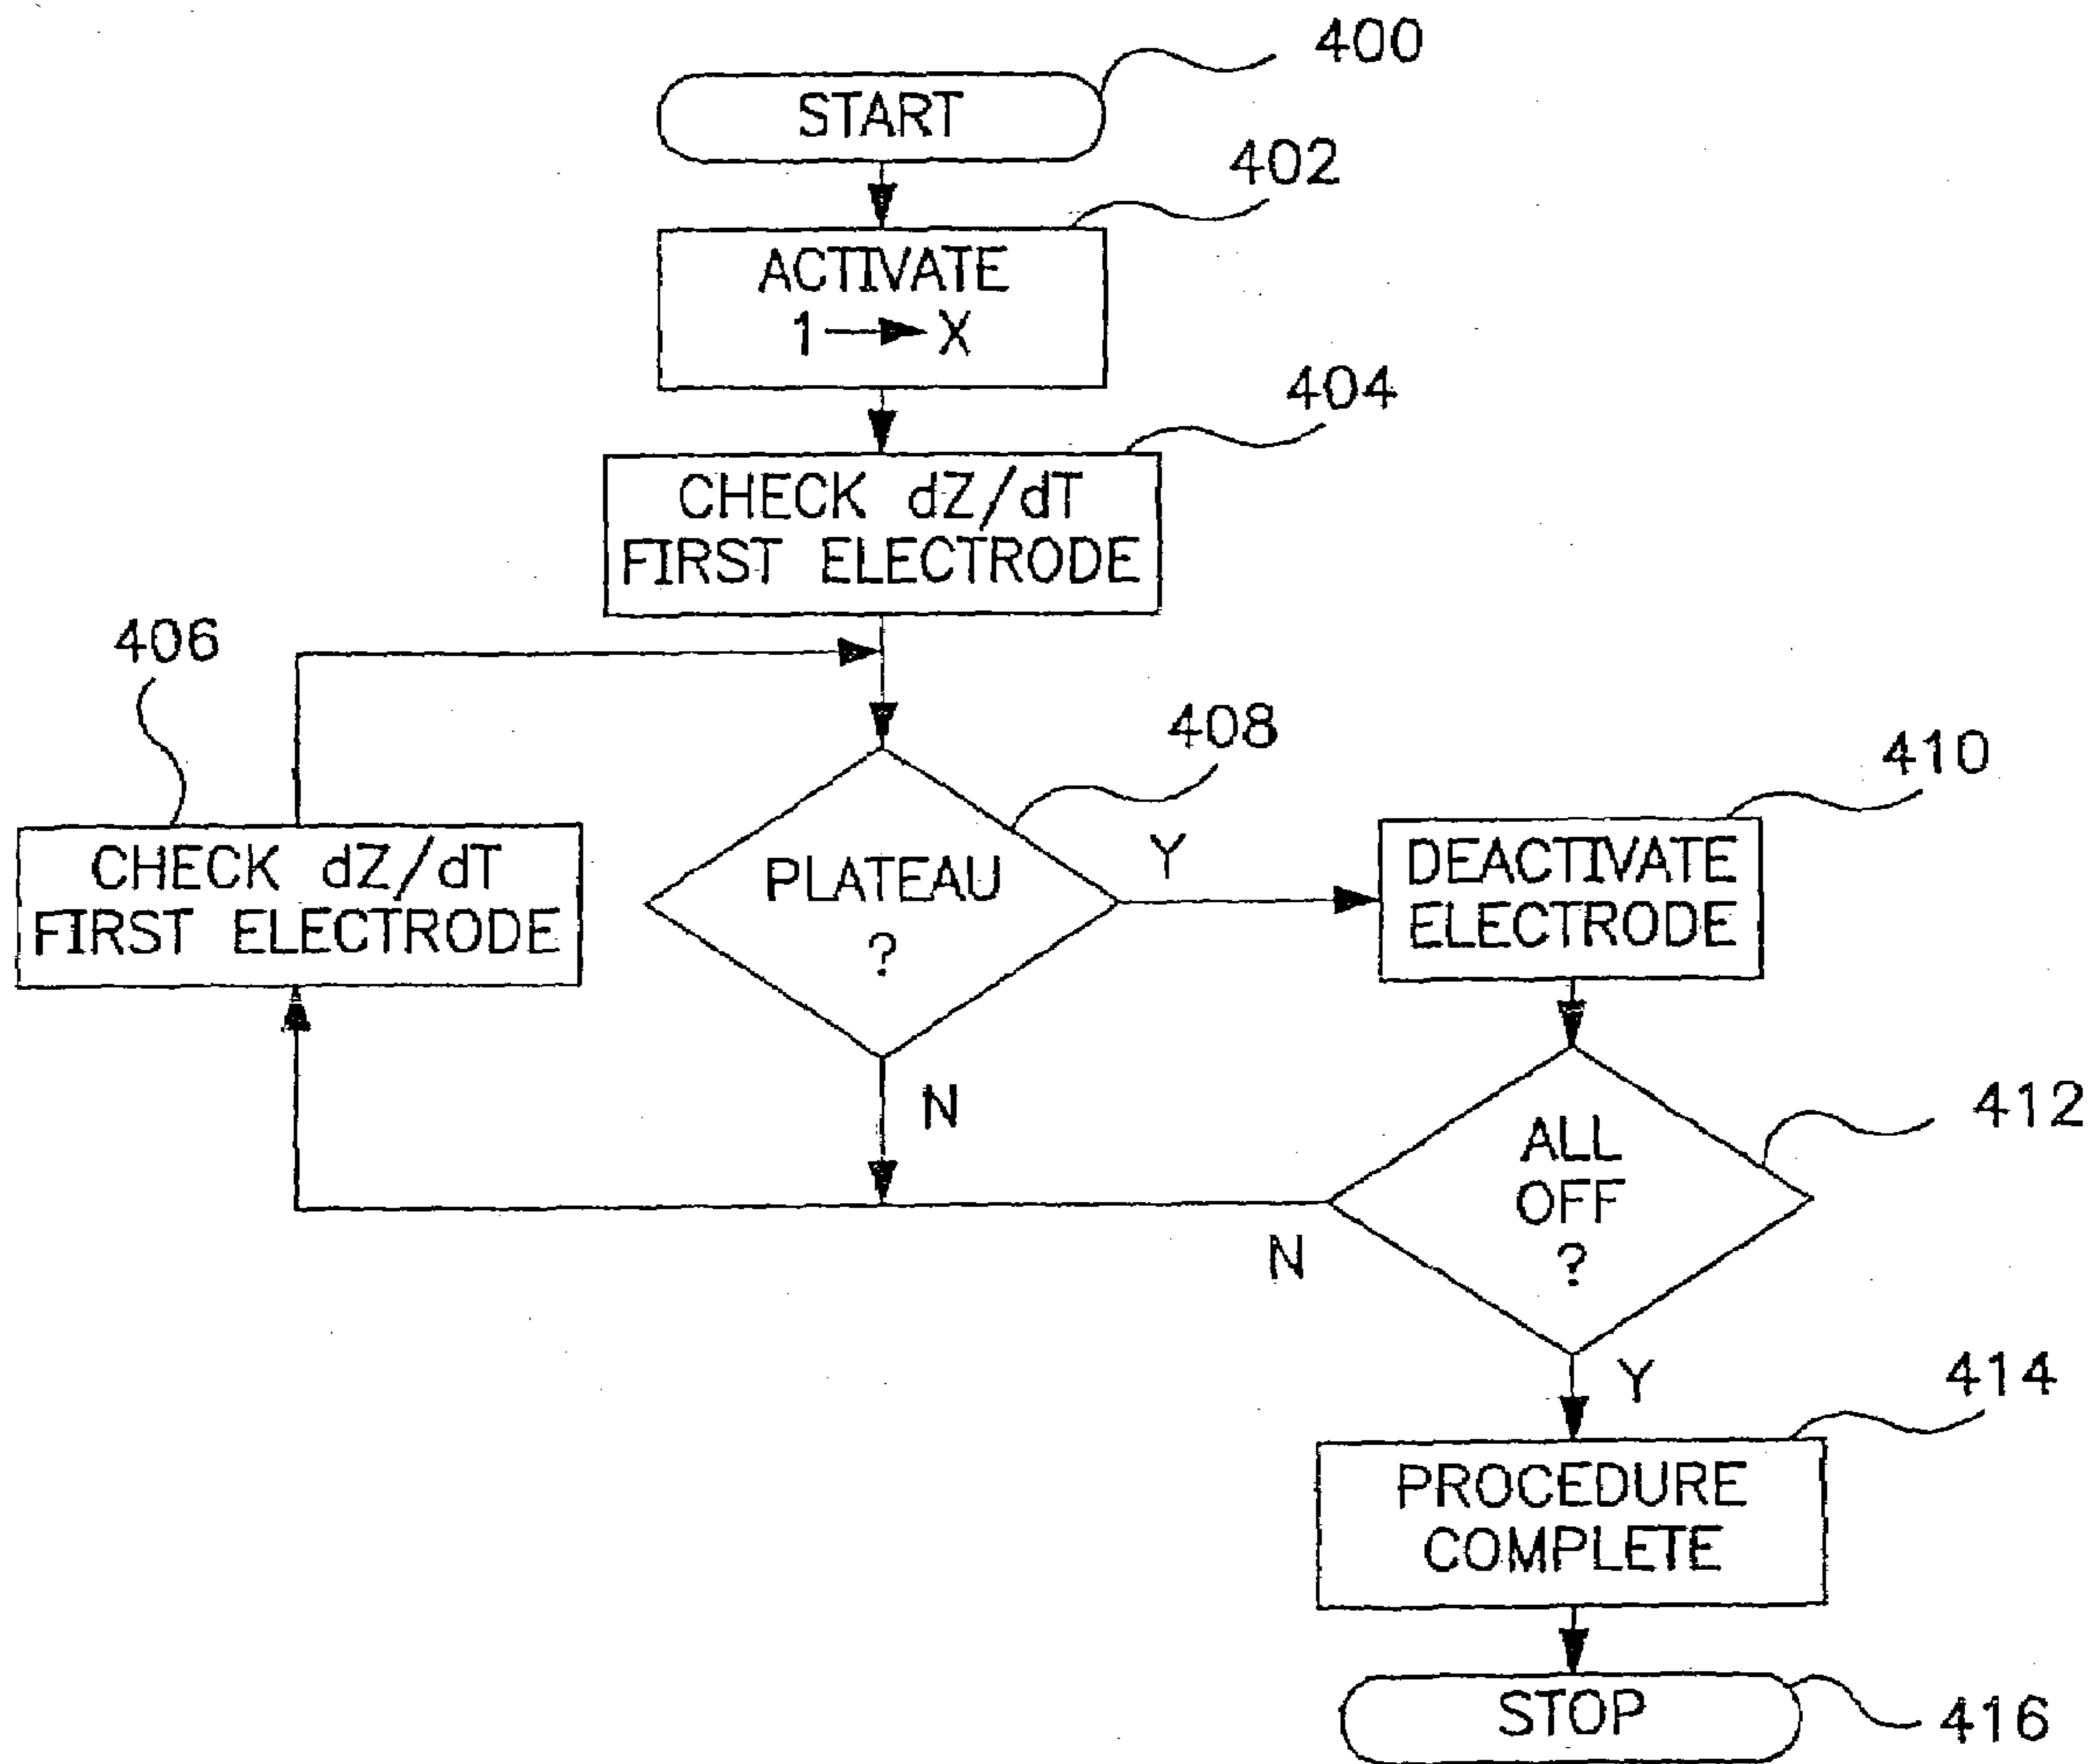 400
START
402
ACTIVATE
1 → X
404
CHECK dZ/dT
FIRST ELECTRODE
406
CHECK dZ/dT
FIRST ELECTRODE
408
PLATEAU
?
Y
N
410
DEACTIVATE
ELECTRODE
412
ALL
OFF
?
N
Y
414
PROCEDURE
COMPLETE
STOP
416